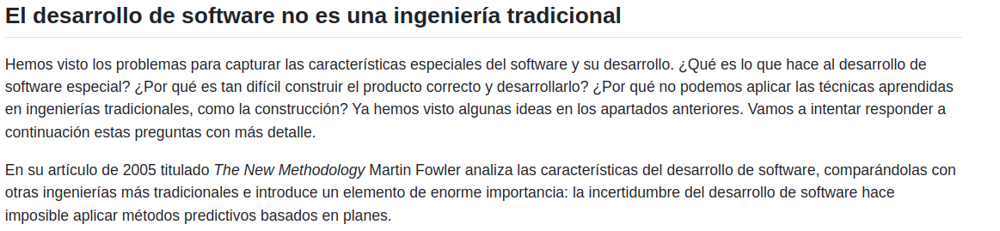 El desarrollo de software no es una ingeniería tradicional
Hemos visto los problemas para capturar las características especiales del software y su desarrollo. ¿Qué es lo que hace al desarrollo de
software especial? ¿Por qué es tan difícil construir el producto correcto y desarrollarlo? ¿Por qué no podemos aplicar las técnicas aprendidas
en ingenierías tradicionales, como la construcción? Ya hemos visto algunas ideas en los apartados anteriores. Vamos a intentar responder a
continuación estas preguntas con más detalle.
En su artículo de 2005 titulado The New Methodology Martin Fowler analiza las características del desarrollo de software, comparándolas con
otras ingenierías más tradicionales e introduce un elemento de enorme importancia: la incertidumbre del desarrollo de software hace
imposible aplicar métodos predictivos basados en planes.